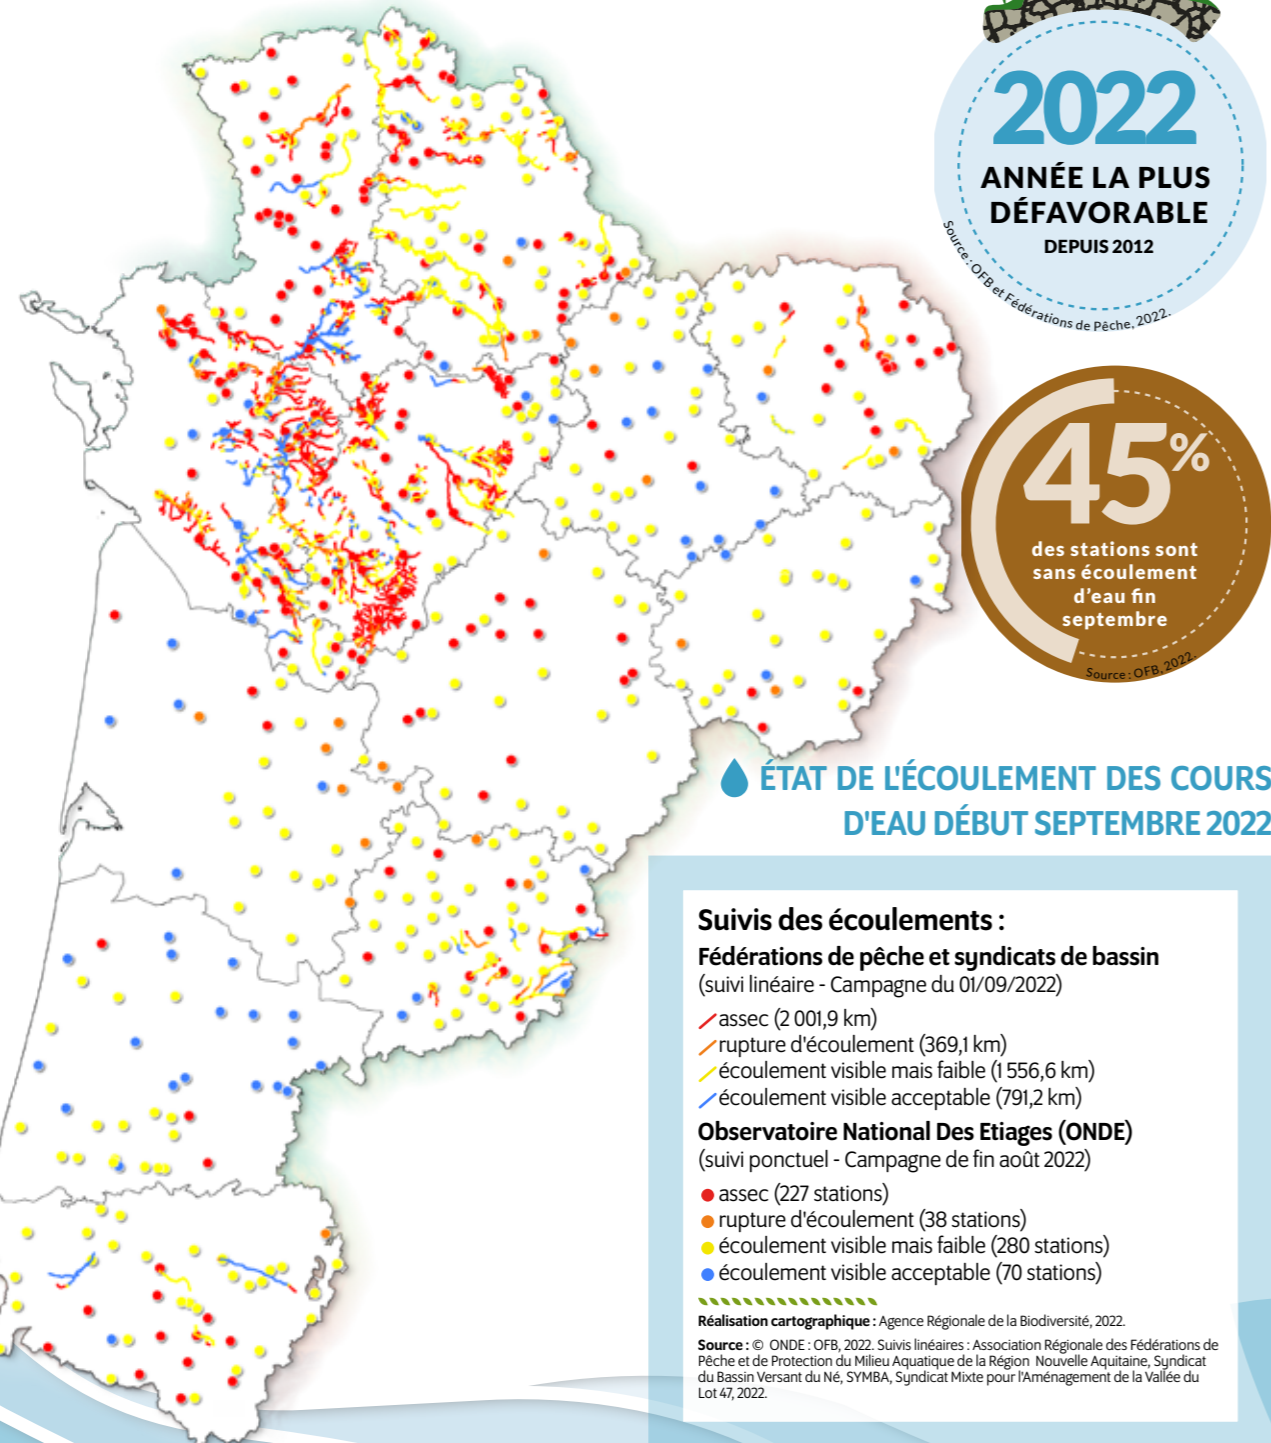 2022
ANNÉE LA PLUS
DÉFAVORABLE
DEPUIS 2012
Source : OFB et Fédérations de Pêche, 2022.
45%
des stations sont
sans écoulement
d'eau fin
septembre
Source : OFB, 2022.
ÉTAT DE L'ÉCOULEMENT DES COURS
D'EAU DÉBUT SEPTEMBRE 2022
Suivis des écoulements :
Fédérations de pêche et syndicats de bassin
(suivi linéaire - Campagne du 01/09/2022)
assec (2 001,9 km)
rupture d'écoulement (369,1 km)
écoulement visible mais faible (1 556,6 km)
écoulement visible acceptable (791,2 km)
Observatoire National Des Etiages (ONDE)
(suivi ponctuel - Campagne de fin août 2022)
assec (227 stations)
rupture d'écoulement (38 stations)
écoulement visible mais faible (280 stations)
écoulement visible acceptable (70 stations)
Réalisation cartographique : Agence Régionale de la Biodiversité, 2022.
Source : © ONDE : OFB, 2022. Suivis linéaires : Association Régionale des Fédérations de
Pêche et de Protection du Milieu Aquatique de la Région Nouvelle Aquitaine, Syndicat
du Bassin Versant du Né, SYMBA, Syndicat Mixte pour l'Aménagement de la Vallée du
Lot 47, 2022.